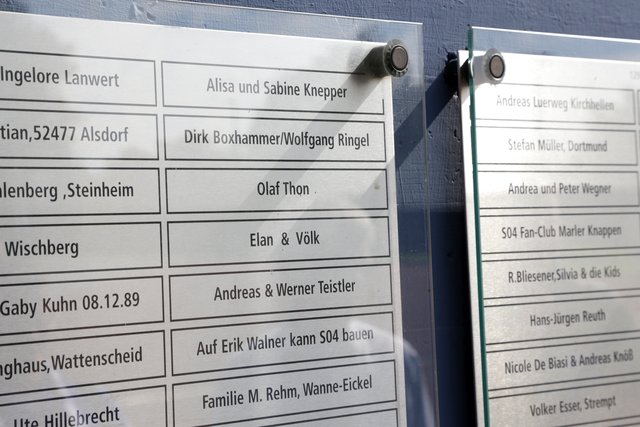 Ingelore Lanwert
tian,52477 Alsdorf
hlenberg ,Steinheim
Wischberg
Gaby Kuhn 08.12.89
nghaus,Wattenscheid
Ute Hillebrecht
Alisa und Sabine Knepper
Dirk Boxhammer/Wolfgang Ringel
Olaf Thon
Elan & Völk
Andreas & Werner Teistler
Auf Erik Walner kann S04 bauen
Familie M. Rehm, Wanne-Eickel
Andreas Luerweg Kirchhellen
Stefan Müller, Dortmund
Andrea und Peter Wegner
S04 Fan-Club Marler Knappen
R.Bliesener,Silvia & die Kids
Hans-Jürgen Reuth
Nicole De Biasi & Andreas Knöß
Volker Esser, Strempt